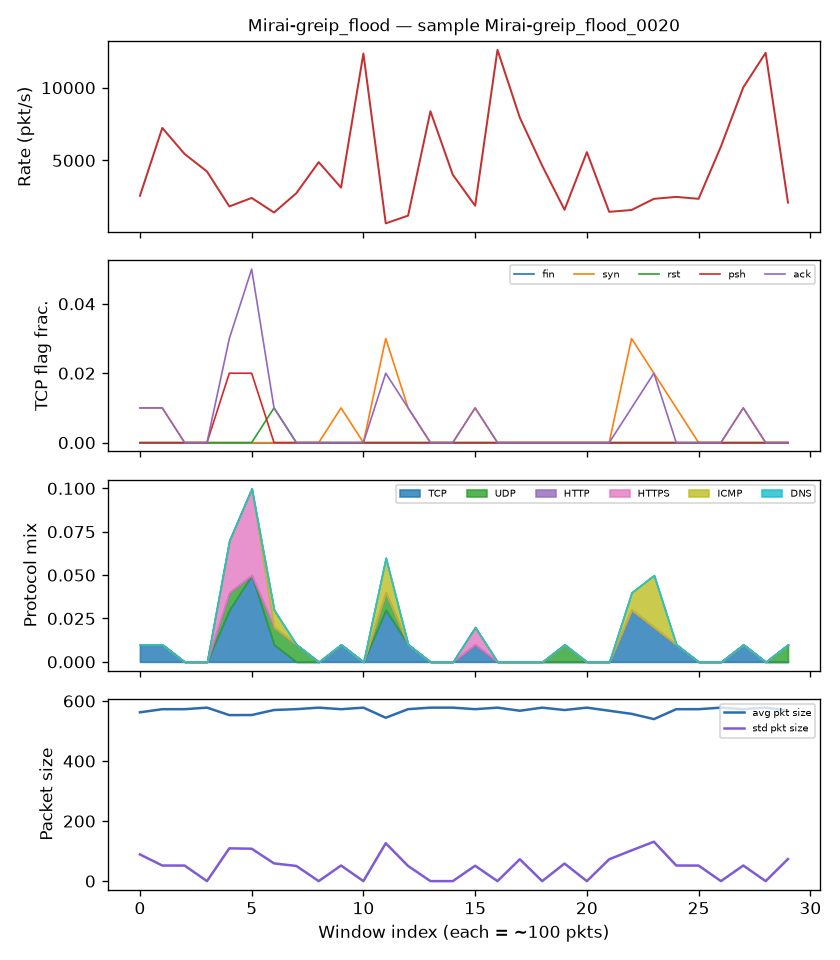 Mirai-greip_flood — sample Mirai-greip_flood_0020
Rate (pkt/s)
10000
5000
TCP flag frac.
0.04
0.02
0.00
fin syn rst psh ack
Protocol mix
0.100
0.075
0.050
0.025
0.000
TCP UDP HTTP HTTPS ICMP DNS
Packet size
600
400
200
0
avg pkt size
std pkt size
0 5 10 15 20 25 30
Window index (each = ~100 pkts)